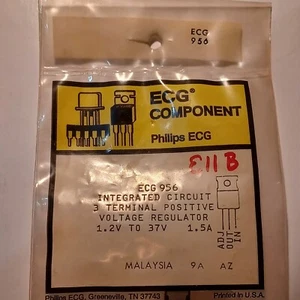 ECG
956
ECG®
COMPONENT
Philips ECG
E11B
ECG 956
INTEGRATED CIRCUIT
3 TERMINAL POSITIVE
VOLTAGE REGULATOR
1.2V TO 37V 1.5A
ADJ
OUT
IN
MALAYSIA 9A AZ
Philips ECG, Greeneville, TN 37743 Printed in U.S.A.